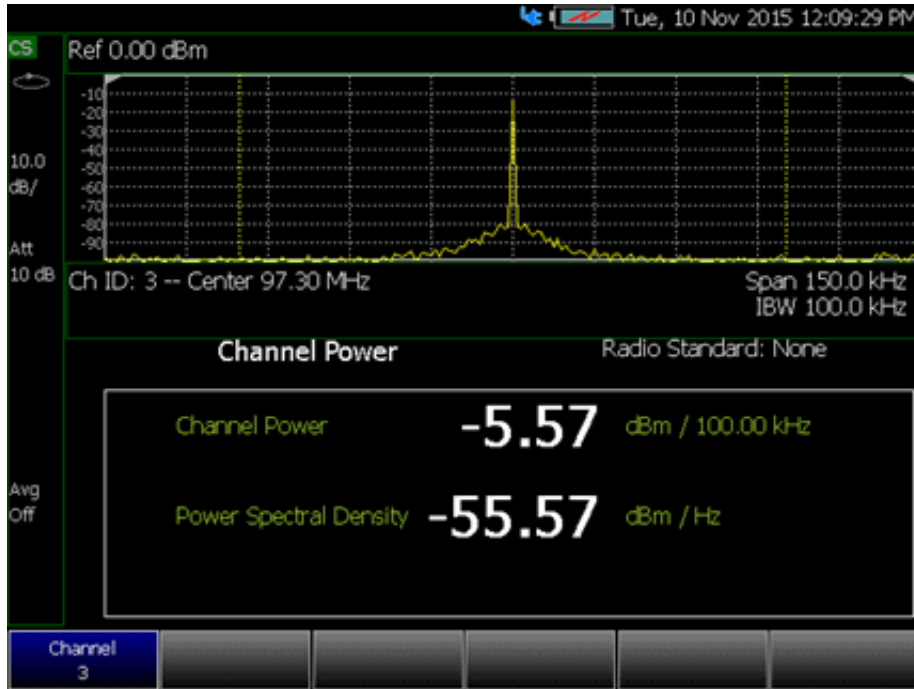 Tue, 10 Nov 2015 12:09:29 PM
CS
Ref 0.00 dBm
-10
-20
-30
-40
-50
-60
-70
-80
-90
10.0
dB/
Att
10 dB
Ch ID: 3 -- Center 97.30 MHz
Span 150.0 kHz
IBW 100.0 kHz
Channel Power
Radio Standard: None
Channel Power -5.57 dBm / 100.00 kHz
Power Spectral Density -55.57 dBm / Hz
Avg
Off
Channel
3